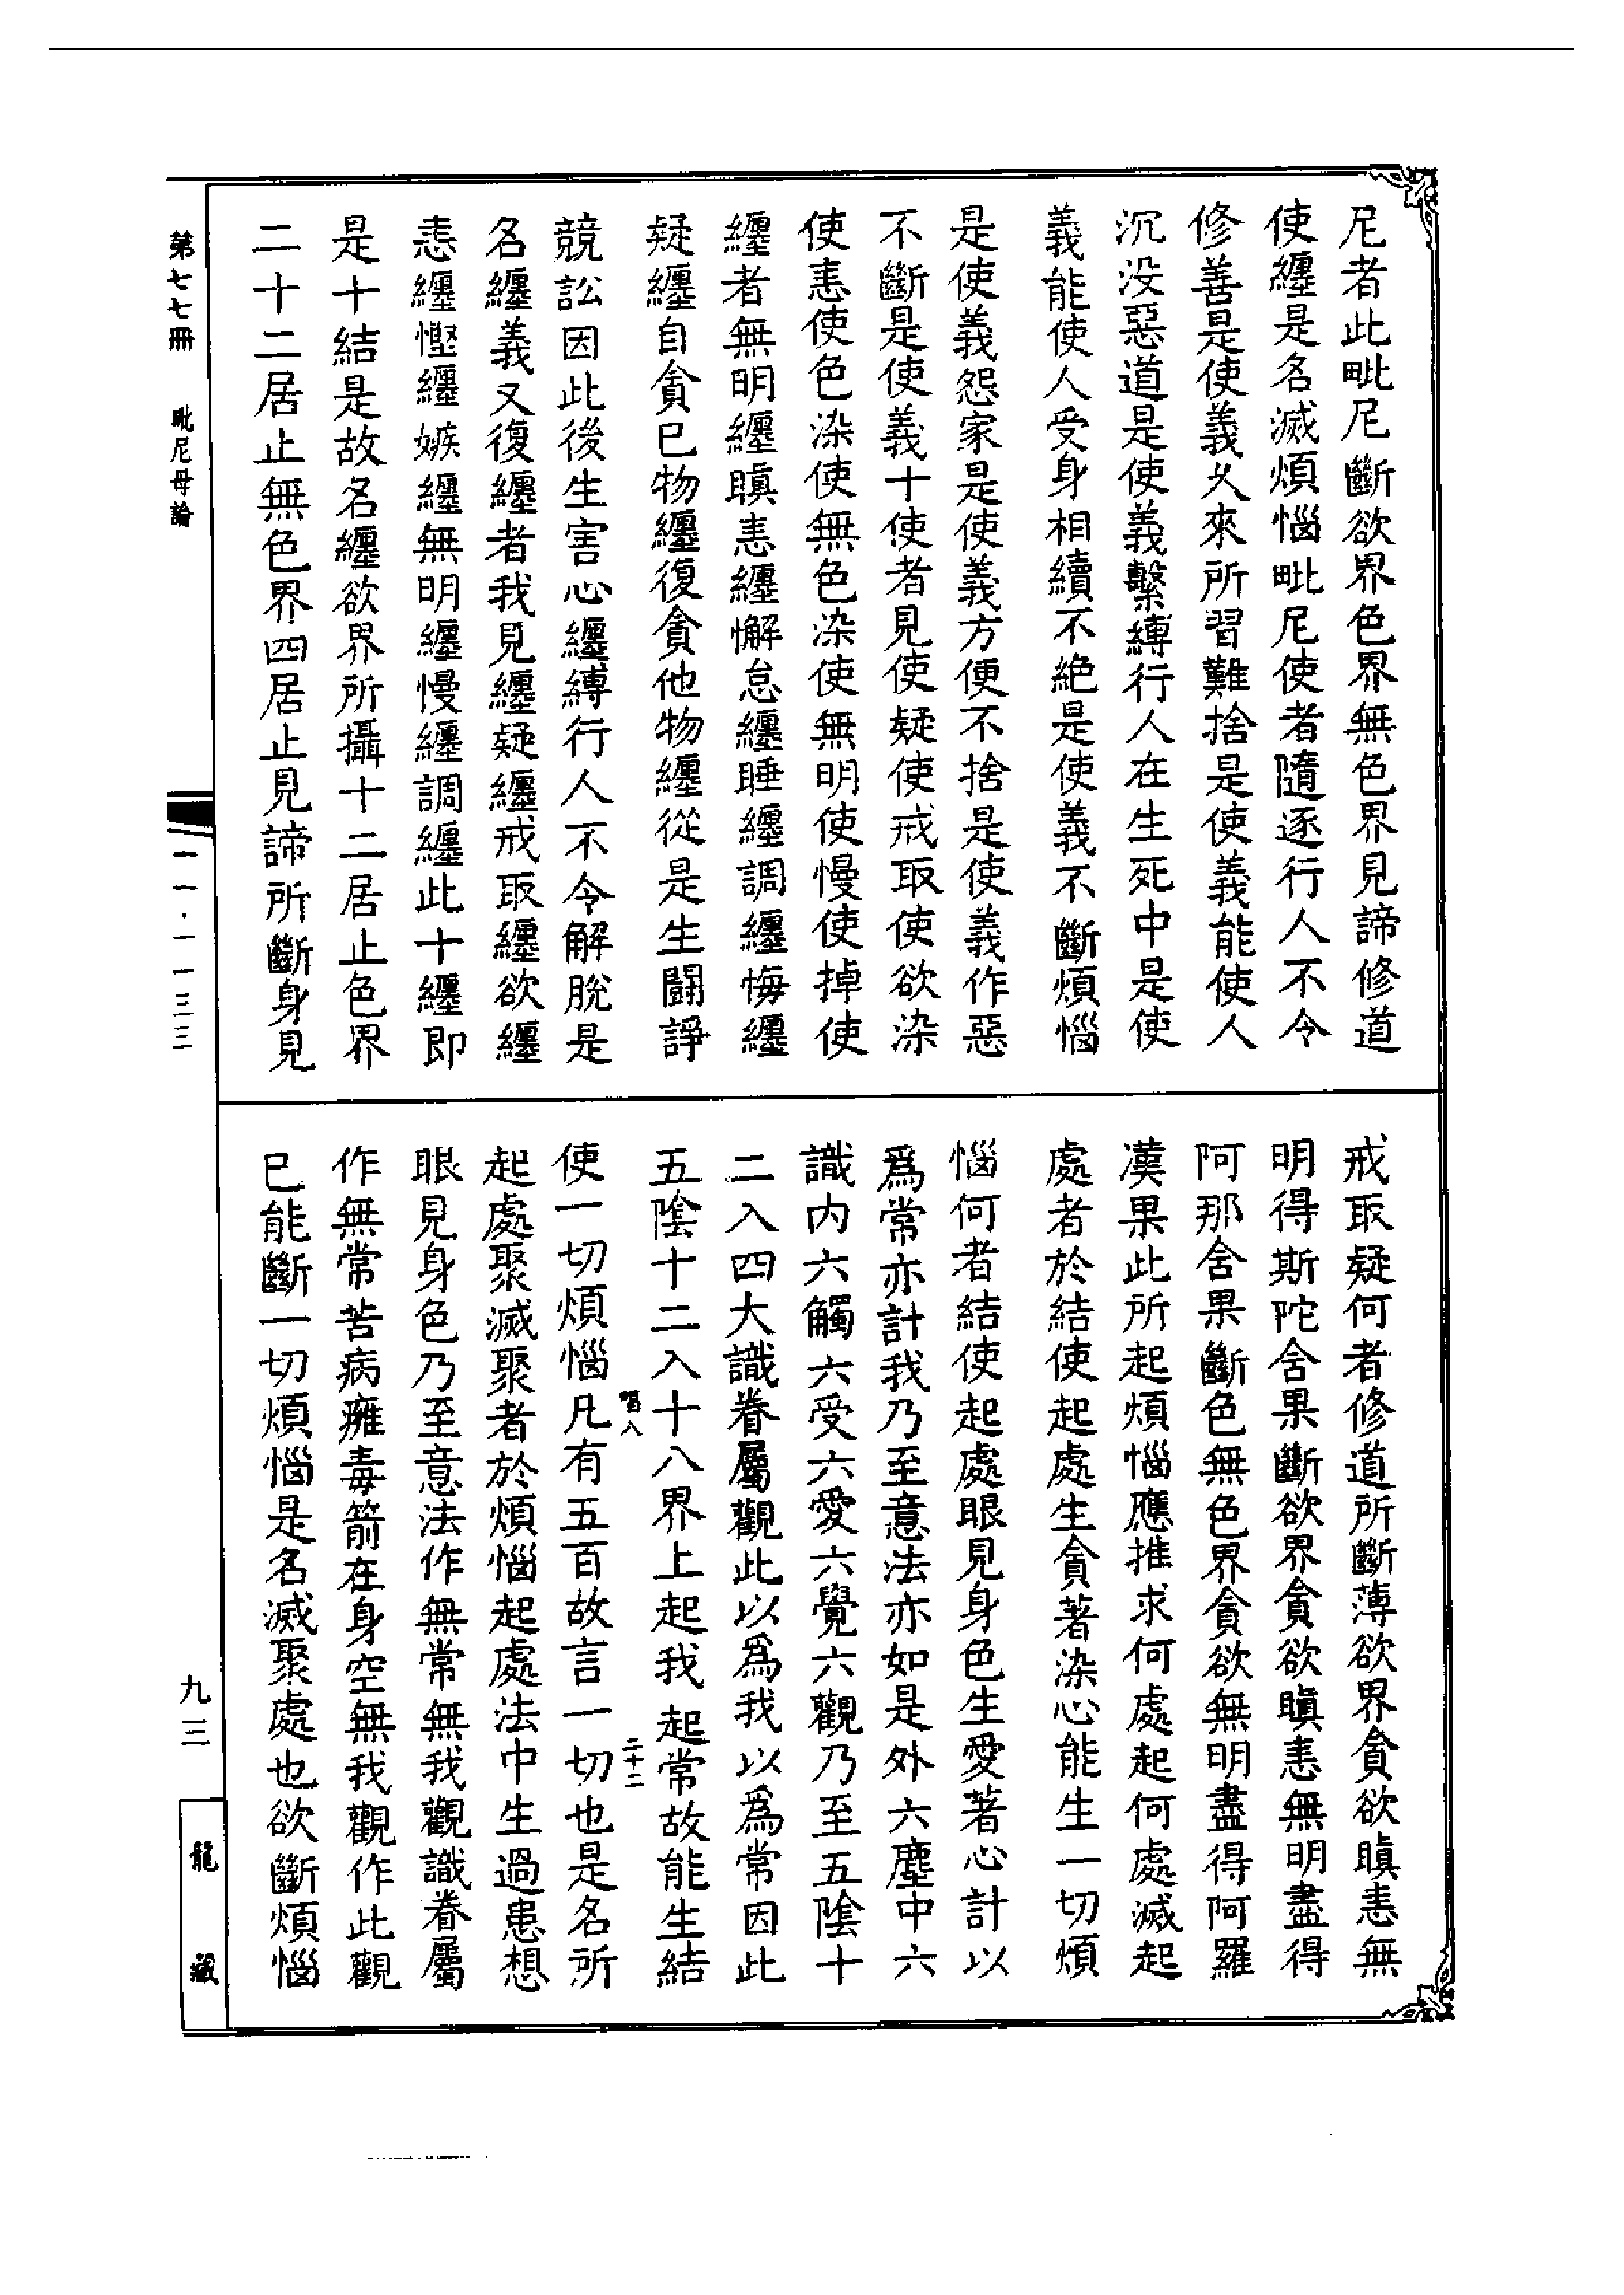 尼者此毗尼斷欲界色界無色界見諦修道
使纏是名滅煩惱毗尼使者隨逐行人不令
修善是使義久來所習難捨是使義能使人
沉没惡道是使義繫縛行人在生死中是使
義能使人受身相續不絕是使義不斷煩惱
是使義怨家是使義方便不捨是使義作惡
不斷是使義十使者見使疑使戒取使欲染
使恚使色染使無色染使無明使慢使掉使
纏者無明纏瞋恚纏懈怠纏睡纏調纏悔纏
疑纏自貪巳物纏復貪他物纏從是生鬪諍
競訟因此後生害心纏縛行人不令解脫是
名纏義又復纏者我見纏疑纏戒取纏欲纏
恚纏慳纏嫉纏無明纏慢纏調纏此十纏即
是十結是故名纏欲界所攝十二居止色界
二十二居止無色界四居止見諦所斷身見
戒取疑何者修道所斷薄欲界貪欲瞋恚無
明得斯陀舍果斷欲界貪欲瞋恚無明盡得
阿那舍果斷色無色界貪欲無明盡得阿羅
漢果此所起煩惱應推求何處起何處滅起
處者於結使起處生貪著染心能生一切煩
惱何者結使起處眼見身色生愛著心計以
爲常亦計我乃至意法亦如是外六塵中六
識内六觸六受六愛六覺六觀乃至五陰十
二入四大識眷屬觀此以爲我以爲常因此
五陰十二入十八界上起我起常故能生結
使一切煩惱凡有五百故言一切也是名所
起處聚滅聚者於煩惱起處法中生過患想
眼見身色乃至意法作無常無我觀識眷屬
作無常苦病癰毒箭在身空無我觀作此觀
巳能斷一切煩惱是名滅聚處也欲斷煩惱
二十二
第七七冊 毗尼母論
一一·一一三三
九三
龍藏